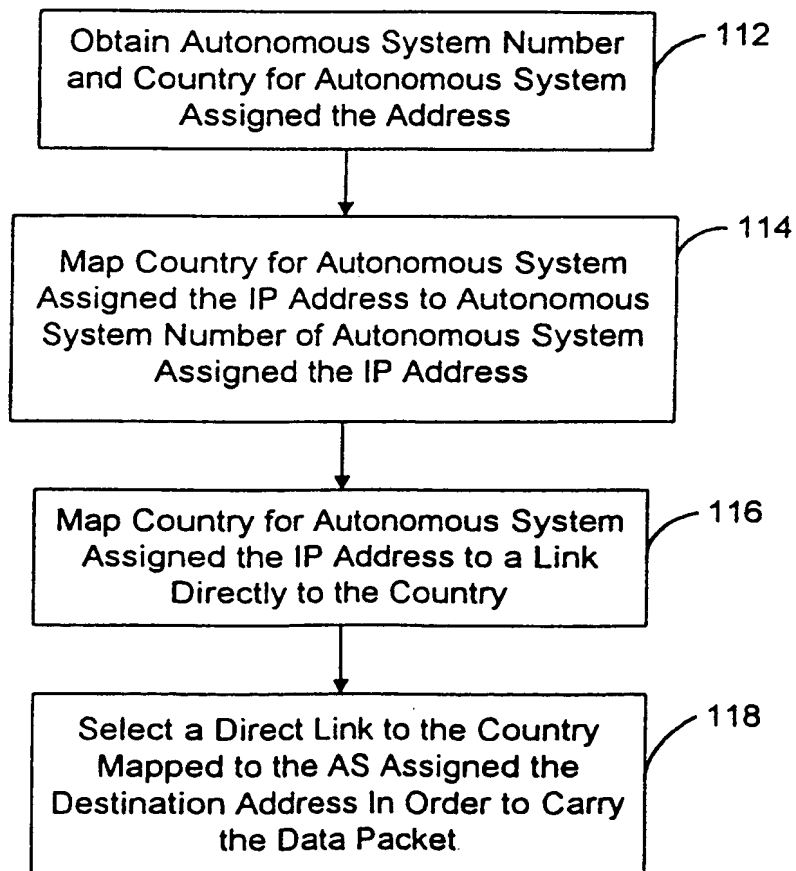 Obtain Autonomous System Number
and Country for Autonomous System
Assigned the Address
112
Map Country for Autonomous System
Assigned the IP Address to Autonomous
System Number of Autonomous System
Assigned the IP Address
114
Map Country for Autonomous System
Assigned the IP Address to a Link
Directly to the Country
116
Select a Direct Link to the Country
Mapped to the AS Assigned the
Destination Address In Order to Carry
the Data Packet
118